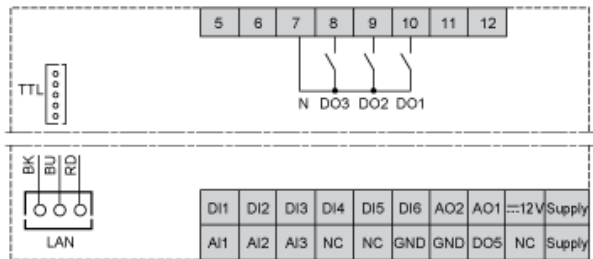 5 6 7 8 9 10 11 12
TTL
N DO3 DO2 DO1
BK BU RD
LAN
DI1 DI2 DI3 DI4 DI5 DI6 AO2 AO1 ⎓12V Supply
AI1 AI2 AI3 NC NC GND GND DO5 NC Supply